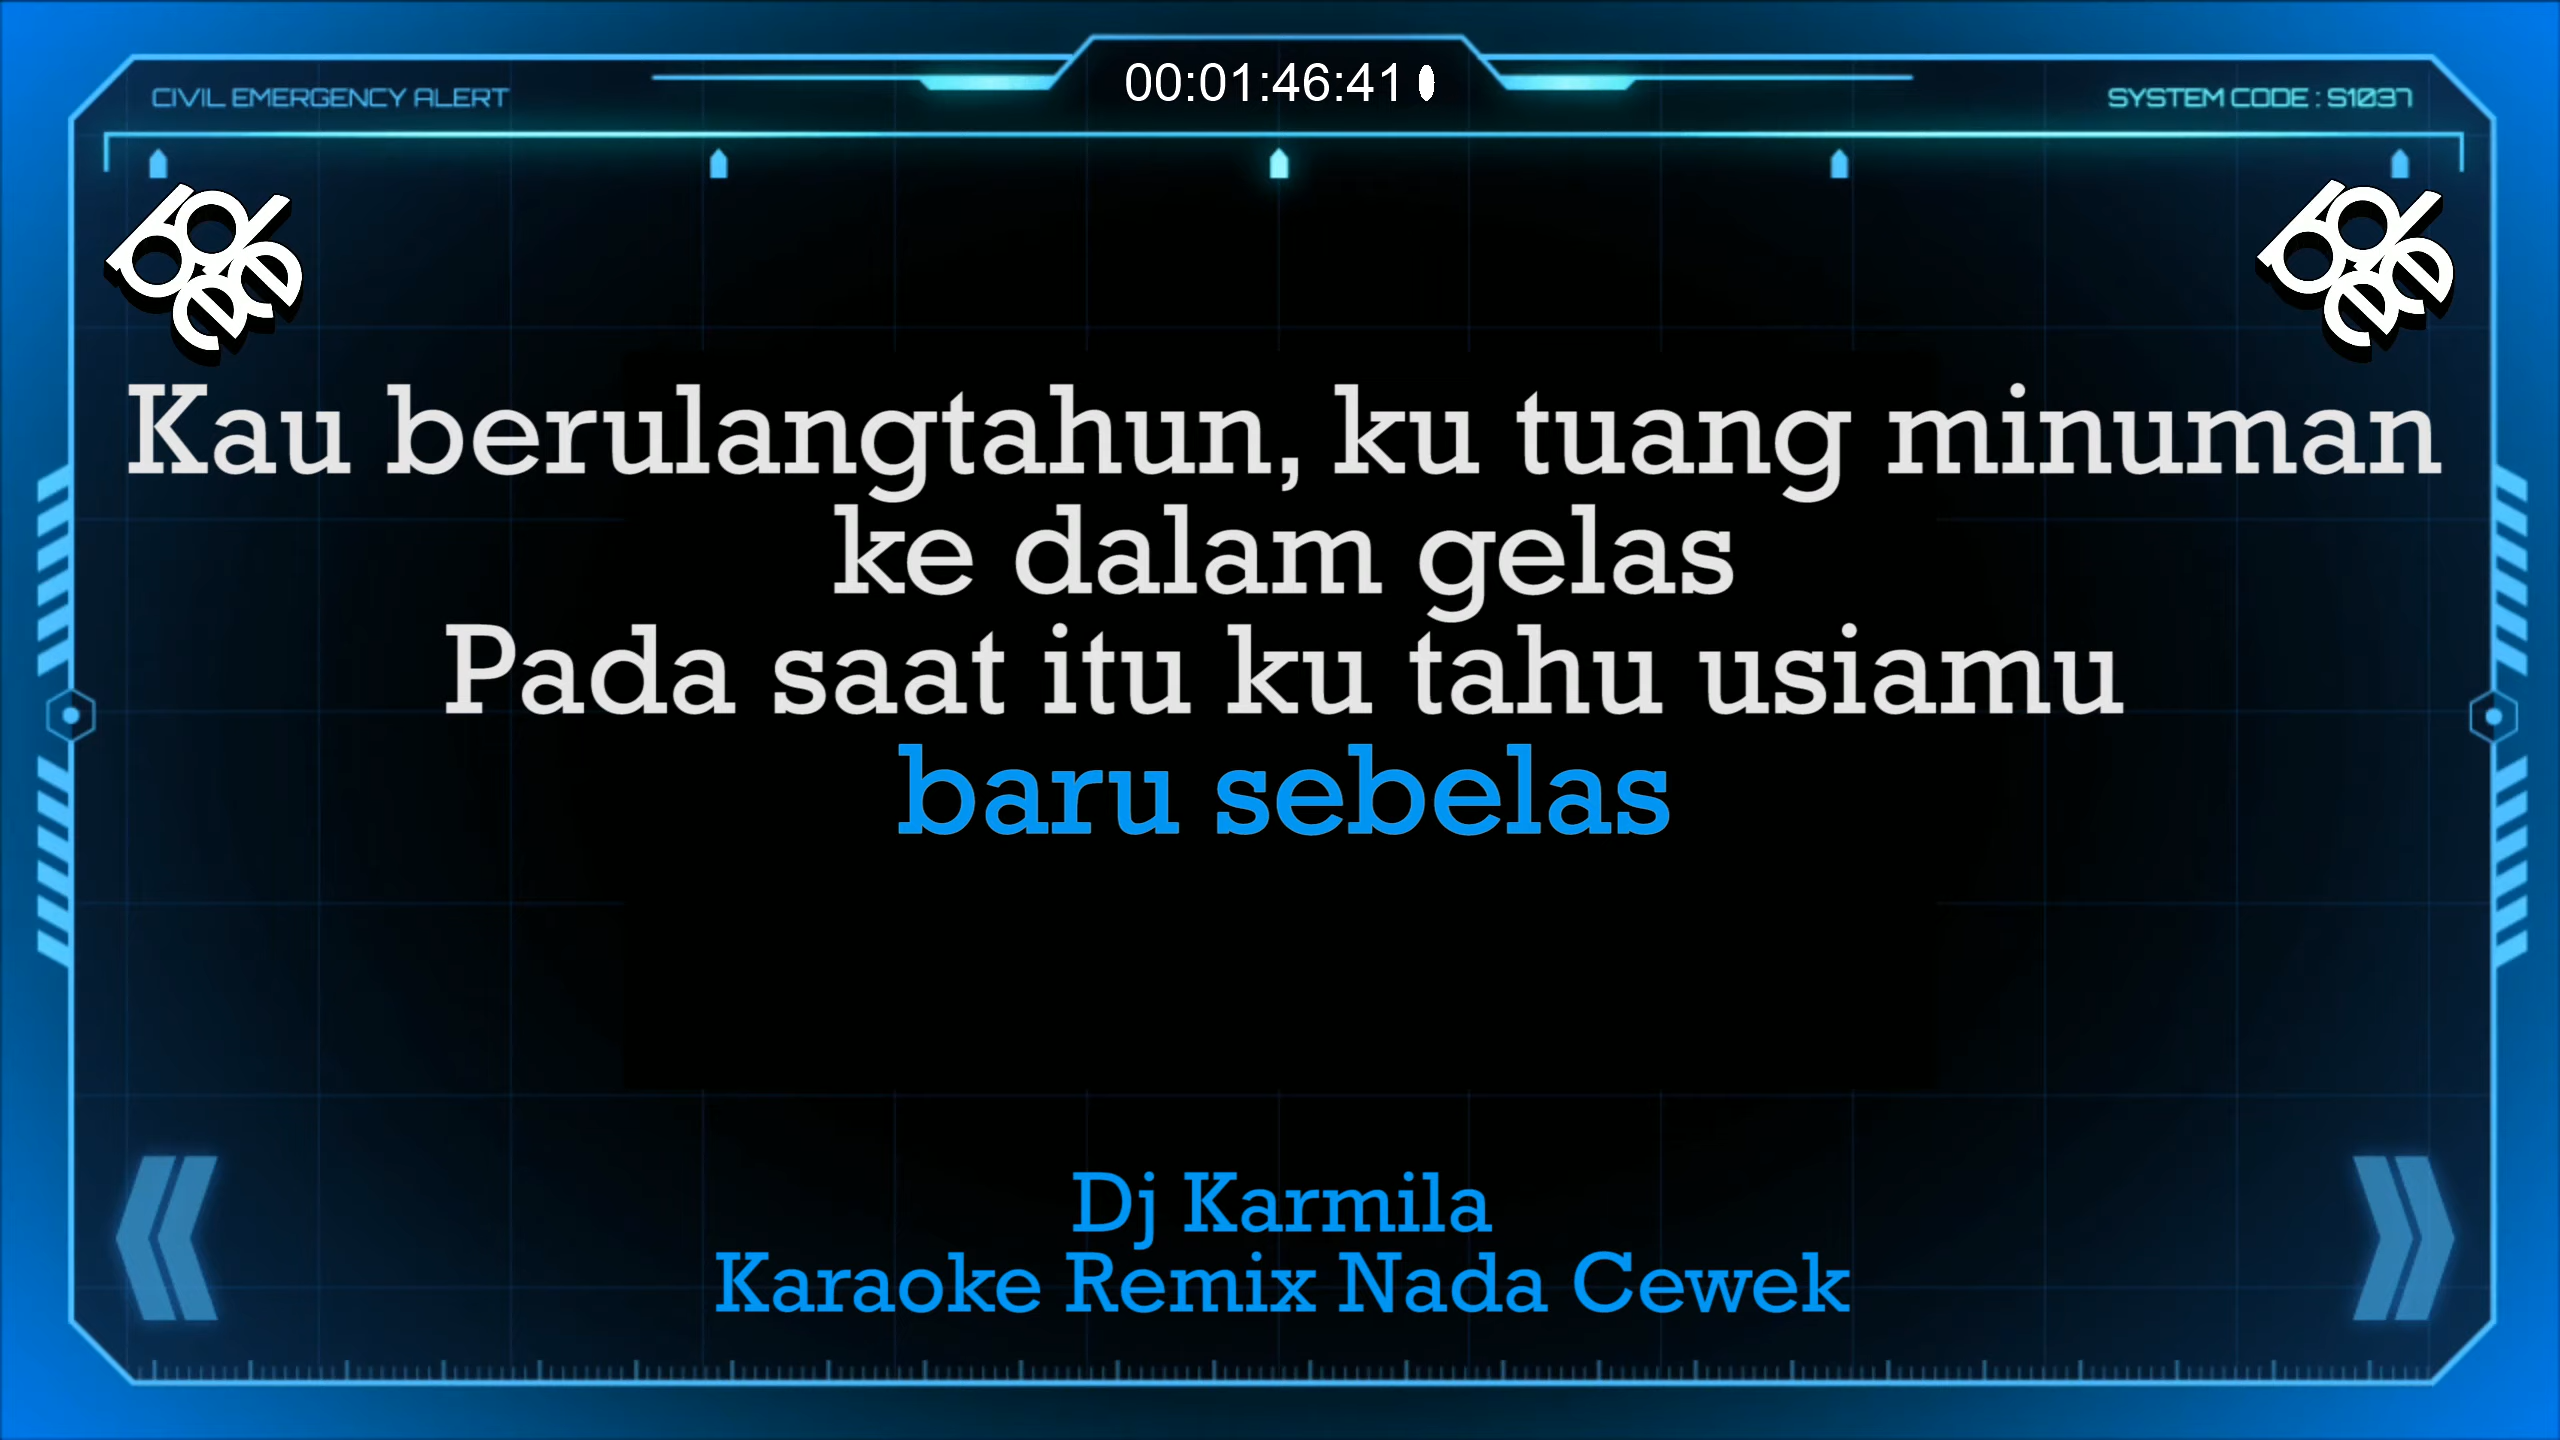 CIVIL EMERGENCY ALERT
00:01:46:41
SYSTEM CODE : S1037
Kau berulangtahun, ku tuang minuman
ke dalam gelas
Pada saat itu ku tahu usiamu
baru sebelas
Dj Karmila
Karaoke Remix Nada Cewek